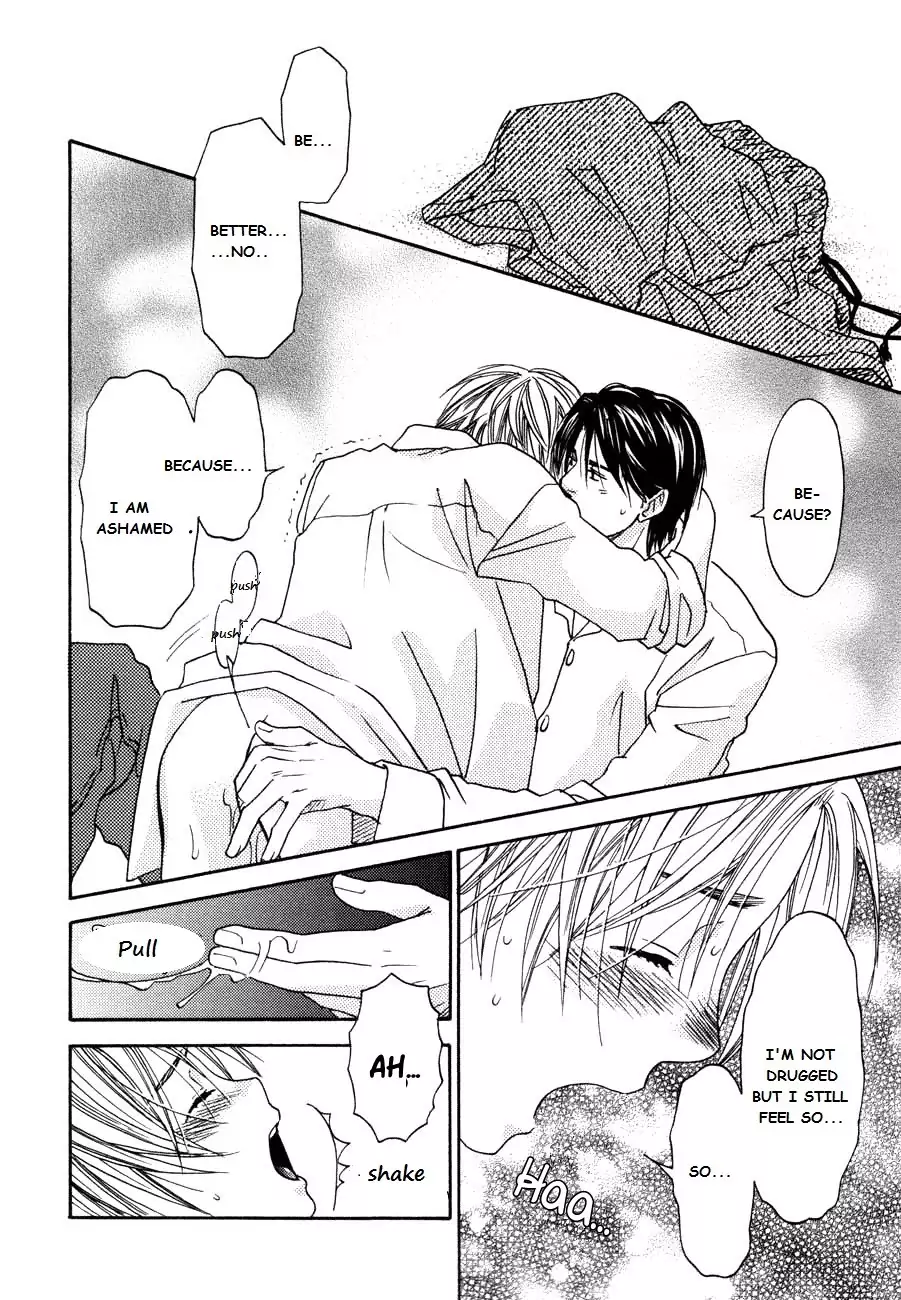 BE...
BETTER...
...NO..
BE-
CAUSE?
BECAUSE...
I AM
ASHAMED .
push
push
I'M NOT
DRUGGED
BUT I STILL
FEEL SO...
SO...
Haa...
Pull
AH...
shake